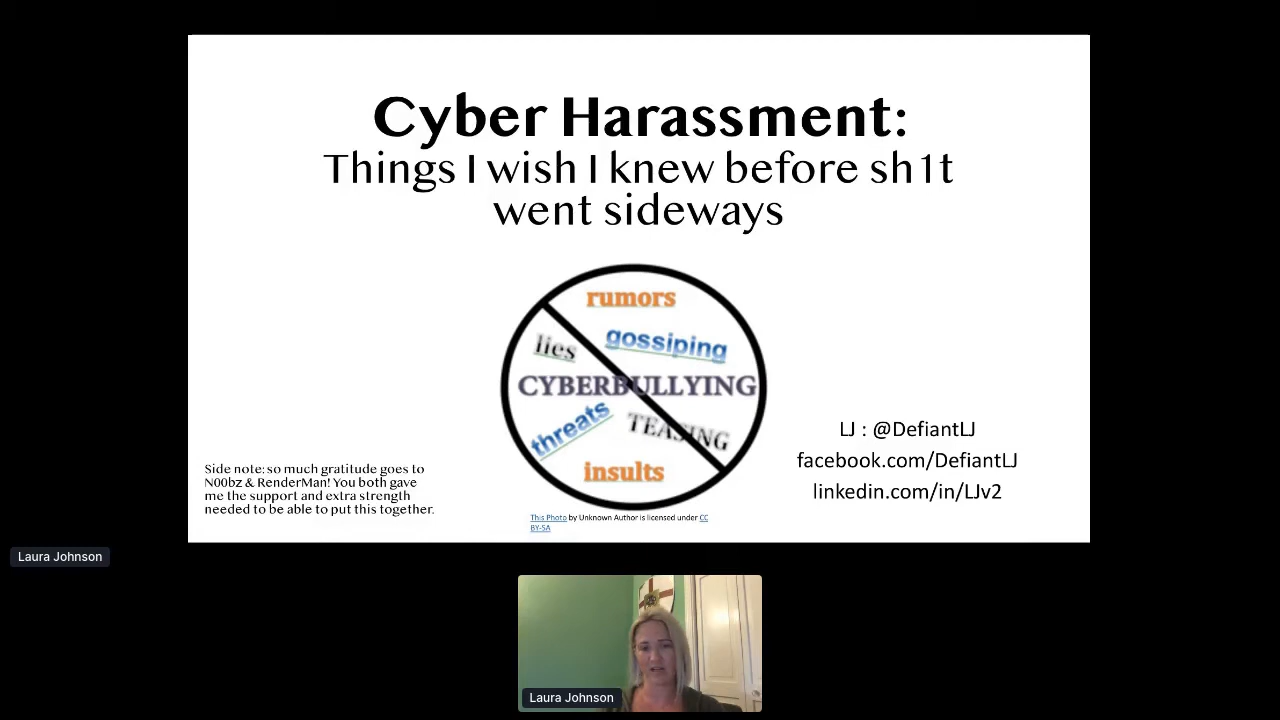 Cyber Harassment:
Things I wish I knew before sh1t
went sideways
rumors
gossiping
lies
CYBERBULLYING
threats
TEASING
insults
LJ : @DefiantLJ
facebook.com/DefiantLJ
linkedin.com/in/LJv2
Side note: so much gratitude goes to
N00bz & RenderMan! You both gave
me the support and extra strength
needed to be able to put this together.
This Photo by Unknown Author is licensed under CC
BY-SA
Laura Johnson
Laura Johnson